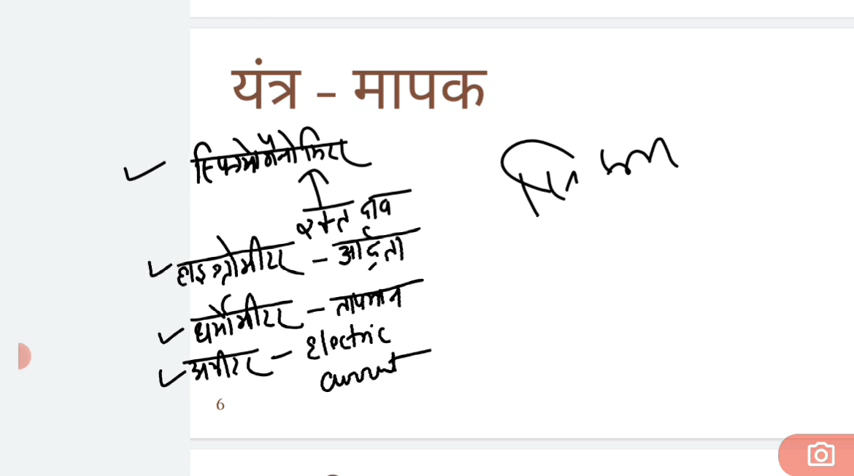 यंत्र - मापक
स्फिग्मोमैनोमीटर
रक्त दाब
हाइग्रोमीटर - आर्द्रता
थर्मोमीटर - तापमान
अमीटर - electric
current
6